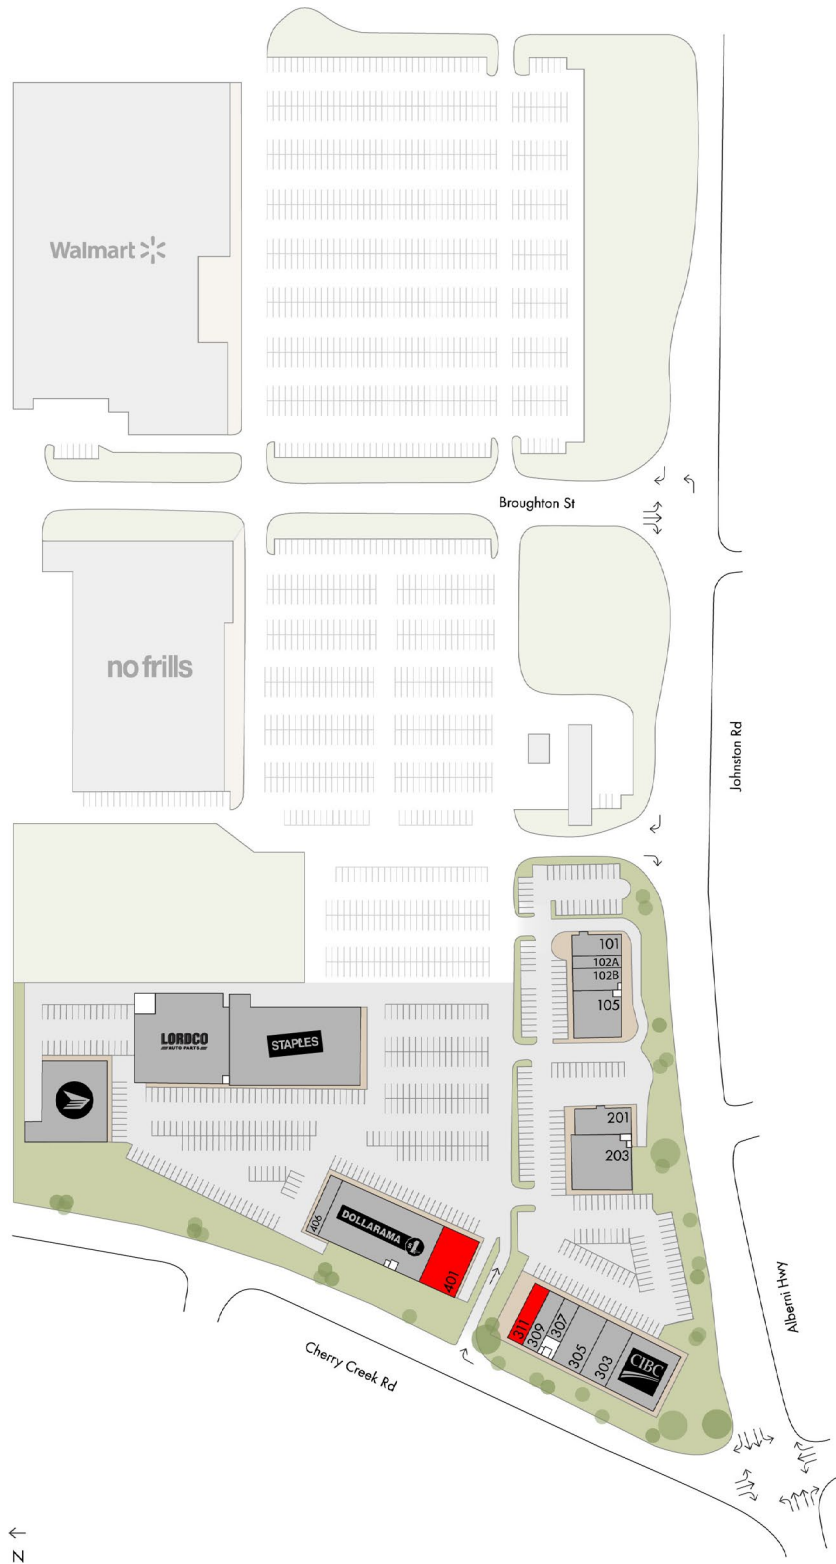 Walmart
Broughton St
no frills
Johnston Rd
101
102A
102B
105
LORDCO
AUTO PARTS
STAPLES
201
203
406
DOLLARAMA
401
311
309
307
305
303
CIBC
Alberni Hwy
Cherry Creek Rd
N